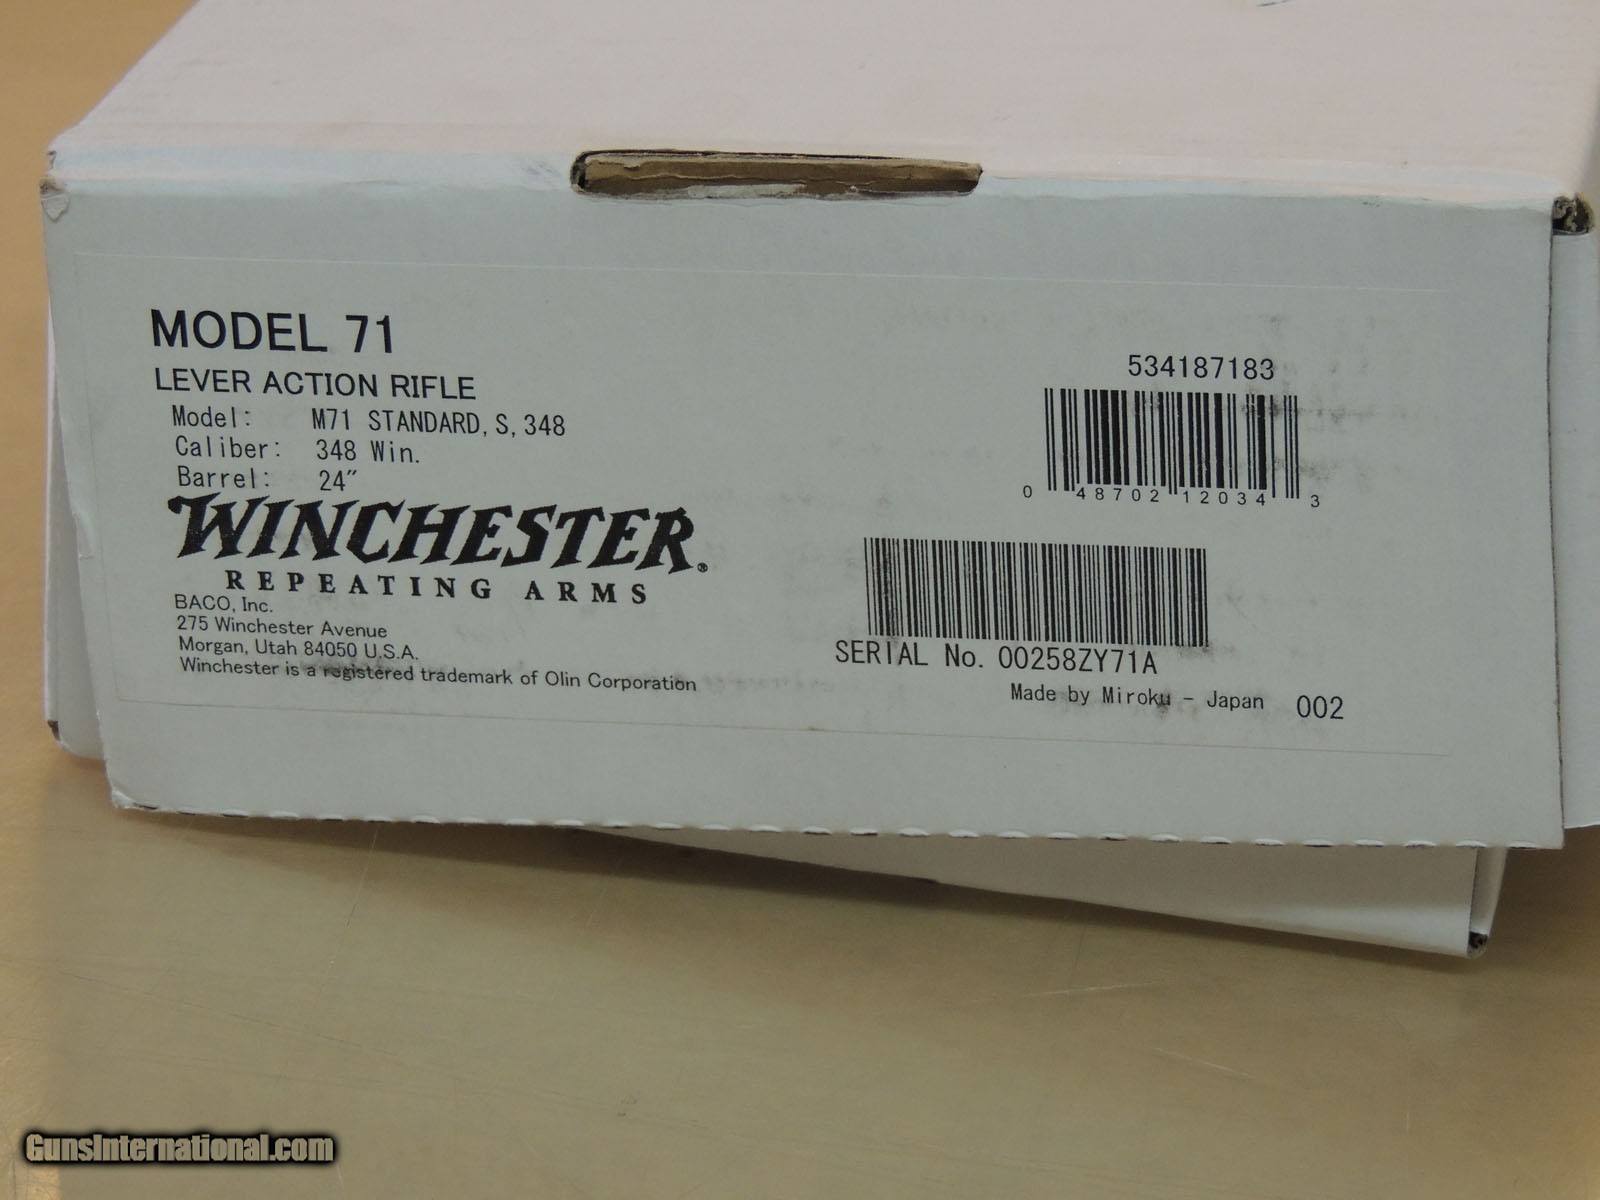 MODEL 71
LEVER ACTION RIFLE
Model: M71 STANDARD, S, 348
Caliber: 348 Win.
Barrel: 24"
WINCHESTER®
REPEATING ARMS
BACO, Inc.
275 Winchester Avenue
Morgan, Utah 84050 U.S.A.
Winchester is a registered trademark of Olin Corporation
534187183
0 48702 12034 3
SERIAL No. 00258ZY71A
Made by Miroku - Japan 002
GunsInternational.com